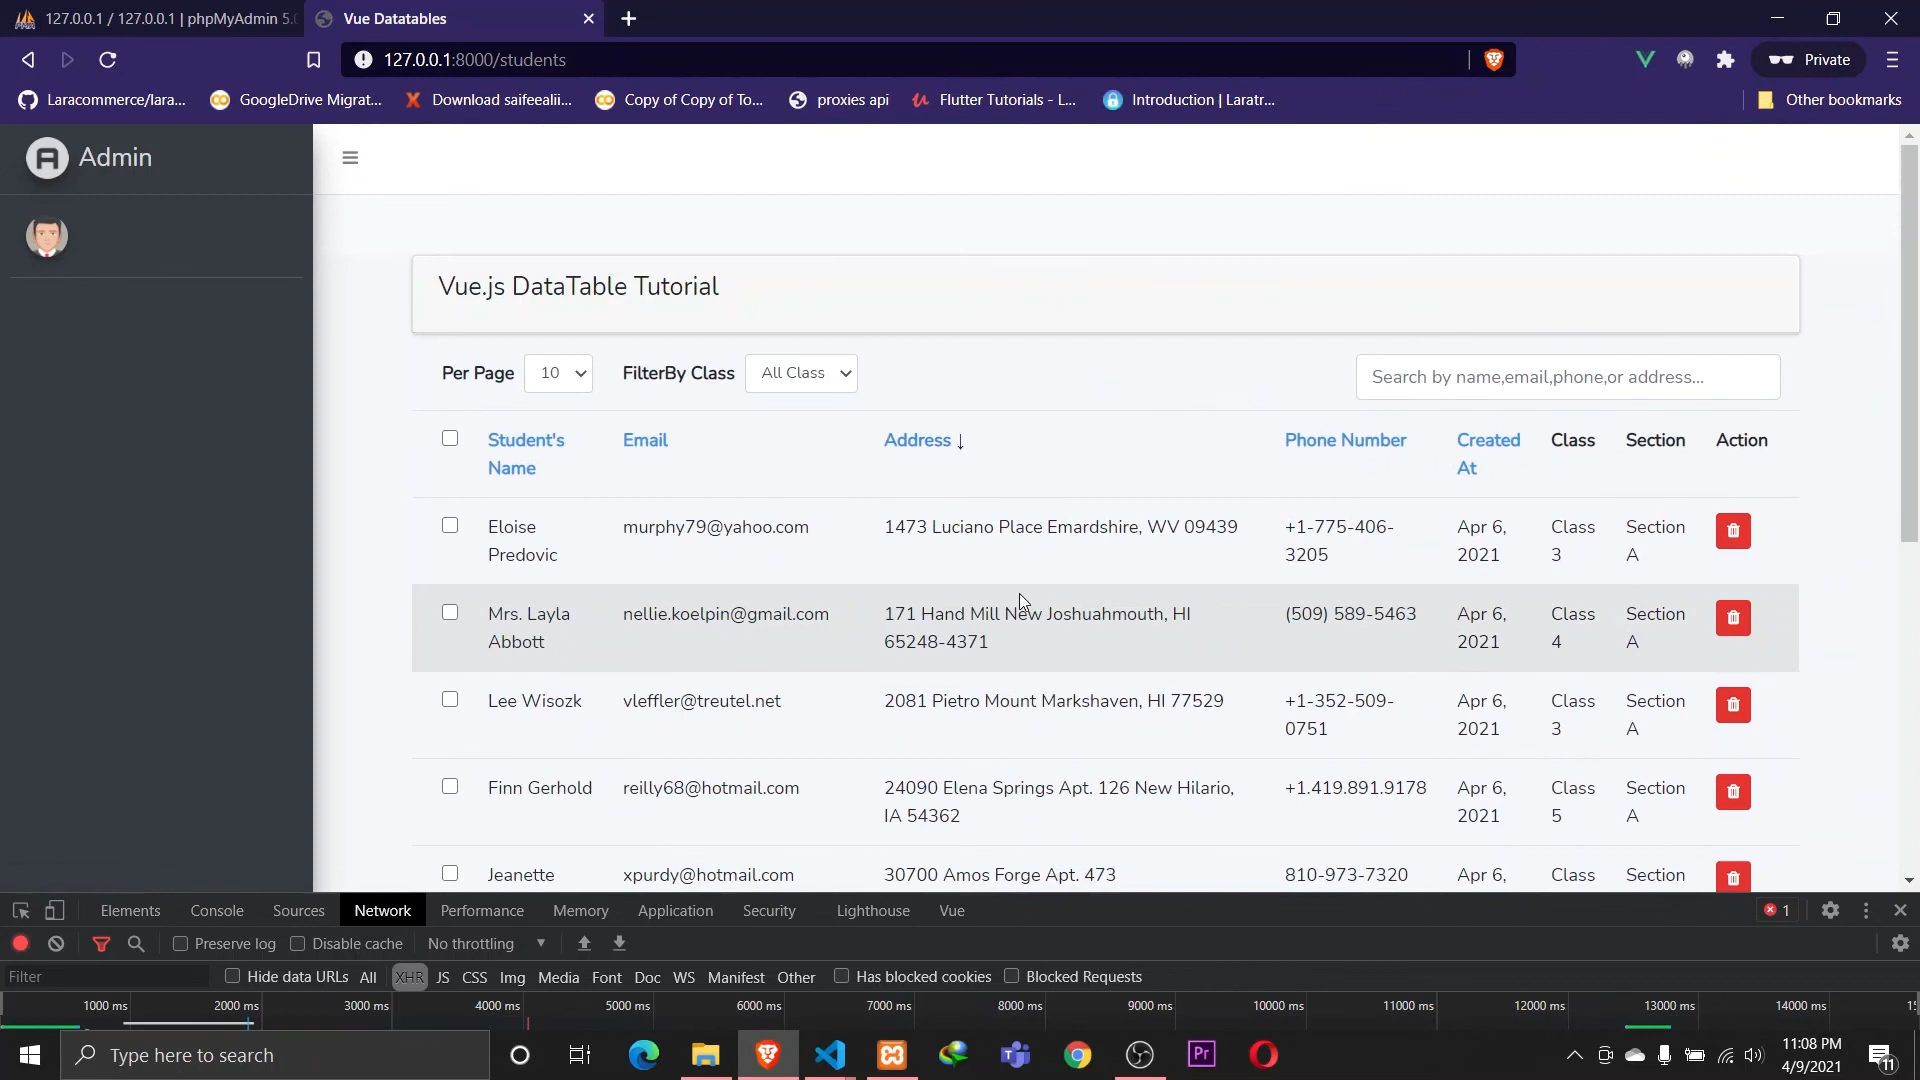 127.0.0.1 / 127.0.0.1 | phpMyAdmin 5.0
Vue Datatables
127.0.0.1:8000/students
Private
Laracommerce/lara...
GoogleDrive Migrat...
Download saifeealii...
Copy of Copy of To...
proxies api
Flutter Tutorials - L...
Introduction | Laratr...
Other bookmarks
Admin
Vue.js DataTable Tutorial
Per Page 10 FilterBy Class All Class
Search by name,email,phone,or address...
Student's Name Email Address ↓ Phone Number Created At Class Section Action
Eloise Predovic murphy79@yahoo.com 1473 Luciano Place Emardshire, WV 09439 +1-775-406-3205 Apr 6, 2021 Class 3 Section A
Mrs. Layla Abbott nellie.koelpin@gmail.com 171 Hand Mill New Joshuahmouth, HI 65248-4371 (509) 589-5463 Apr 6, 2021 Class 4 Section A
Lee Wisozk vleffler@treutel.net 2081 Pietro Mount Markshaven, HI 77529 +1-352-509-0751 Apr 6, 2021 Class 3 Section A
Finn Gerhold reilly68@hotmail.com 24090 Elena Springs Apt. 126 New Hilario, IA 54362 +1.419.891.9178 Apr 6, 2021 Class 5 Section A
Jeanette xpurdy@hotmail.com 30700 Amos Forge Apt. 473 810-973-7320 Apr 6, Class Section
Elements Console Sources Network Performance Memory Application Security Lighthouse Vue 1
Preserve log Disable cache No throttling
Filter Hide data URLs All XHR JS CSS Img Media Font Doc WS Manifest Other Has blocked cookies Blocked Requests
1000 ms 2000 ms 3000 ms 4000 ms 5000 ms 6000 ms 7000 ms 8000 ms 9000 ms 10000 ms 11000 ms 12000 ms 13000 ms 14000 ms
Type here to search
Pr
11:08 PM
4/9/2021
11